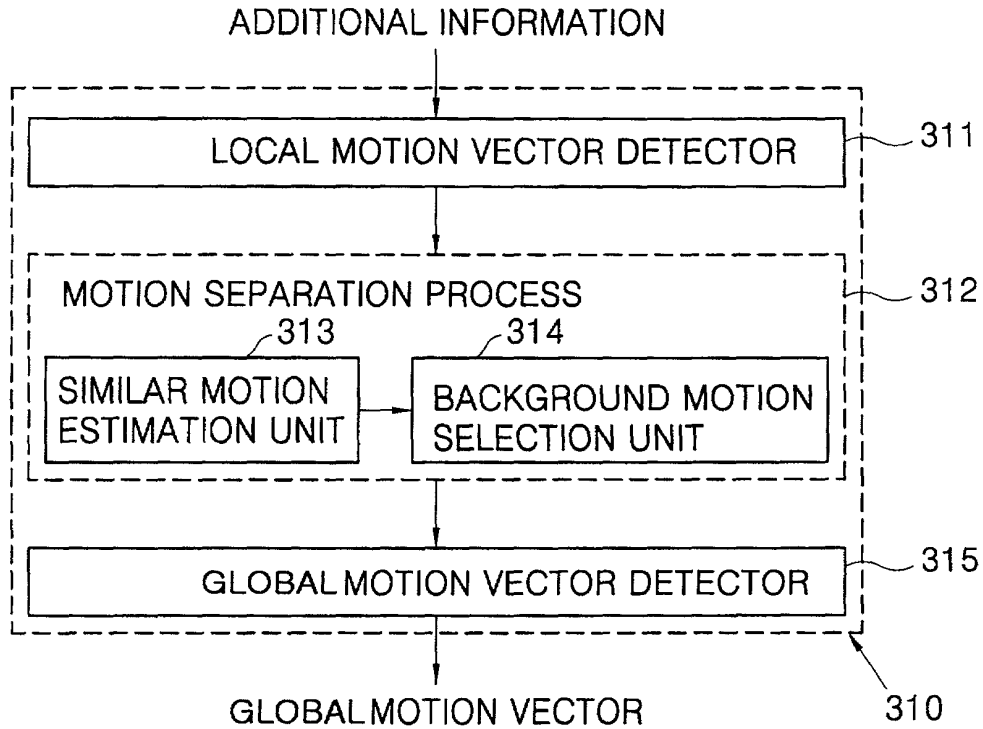 ADDITIONAL INFORMATION
LOCAL MOTION VECTOR DETECTOR
311
MOTION SEPARATION PROCESS
312
313
314
SIMILAR MOTION
ESTIMATION UNIT
BACKGROUND MOTION
SELECTION UNIT
GLOBAL MOTION VECTOR DETECTOR
315
GLOBAL MOTION VECTOR
310